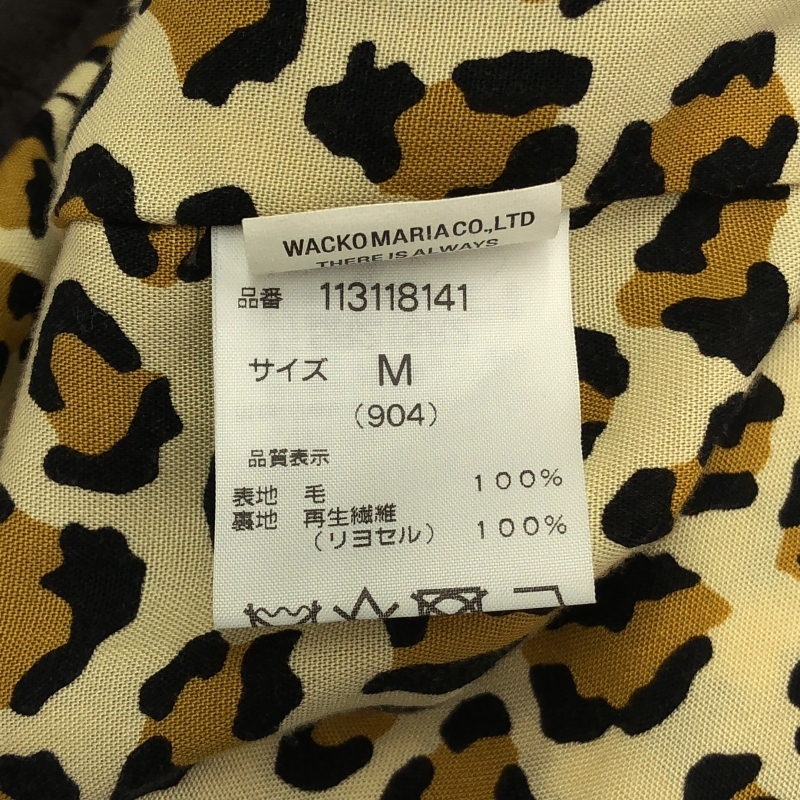 WACKO MARIA CO.,LTD
THERE IS ALWAYS
品番 113118141
サイズ M
(904)
品質表示
表地 毛 100%
裏地 再生繊維
(リヨセル) 100%